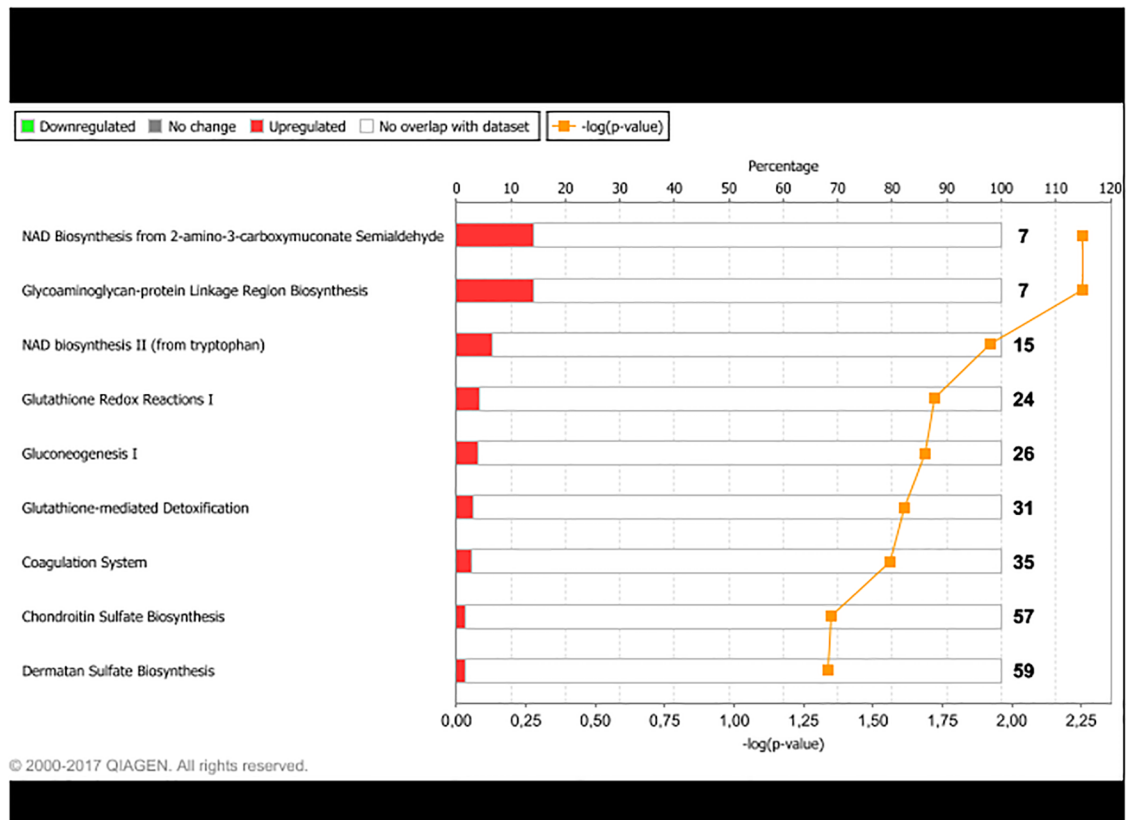 Downregulated No change Upregulated No overlap with dataset -log(p-value)
Percentage
0 10 20 30 40 50 60 70 80 90 100 110 120
NAD Biosynthesis from 2-amino-3-carboxymuconate Semialdehyde 7
Glycoaminoglycan-protein Linkage Region Biosynthesis 7
NAD biosynthesis II (from tryptophan) 15
Glutathione Redox Reactions I 24
Gluconeogenesis I 26
Glutathione-mediated Detoxification 31
Coagulation System 35
Chondroitin Sulfate Biosynthesis 57
Dermatan Sulfate Biosynthesis 59
0,00 0,25 0,50 0,75 1,00 1,25 1,50 1,75 2,00 2,25
-log(p-value)
© 2000-2017 QIAGEN. All rights reserved.